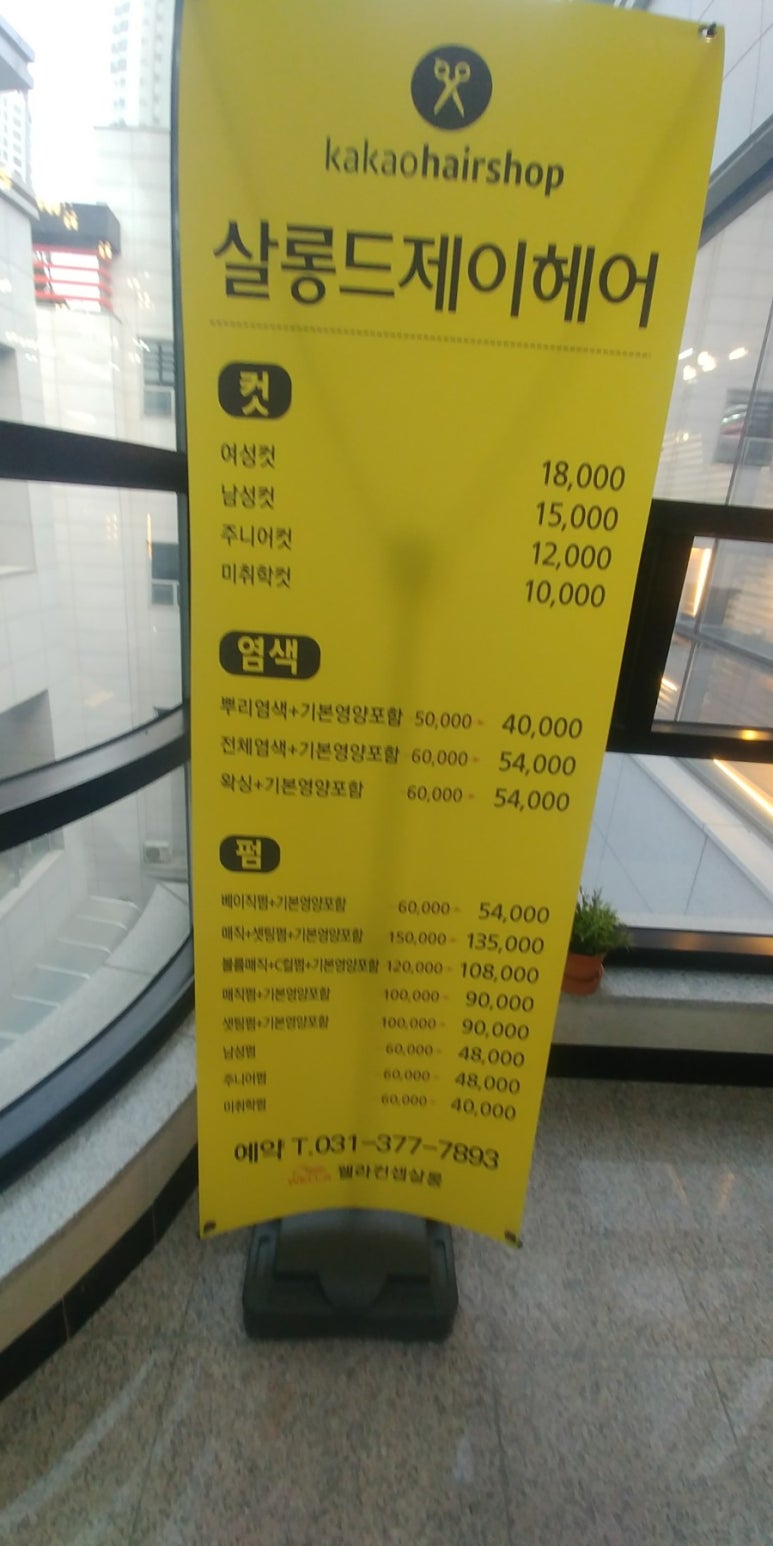 kakaohairshop
살롱드제이헤어
컷
여성컷 18,000
남성컷 15,000
주니어컷 12,000
미취학컷 10,000
염색
뿌리염색+기본영양포함 50,000~ 40,000
전체염색+기본영양포함 60,000~ 54,000
왁싱+기본영양포함 60,000~ 54,000
펌
베이직펌+기본영양포함 60,000~ 54,000
매직+셋팅펌+기본영양포함 150,000~ 135,000
볼륨매직+C컬펌+기본영양포함 120,000~ 108,000
매직펌+기본영양포함 100,000~ 90,000
셋팅펌+기본영양포함 100,000~ 90,000
남성펌 60,000~ 48,000
주니어펌 60,000~ 48,000
미취학펌 60,000~ 40,000
예약 T.031-377-7893
WELLA 웰라컨셉살롱